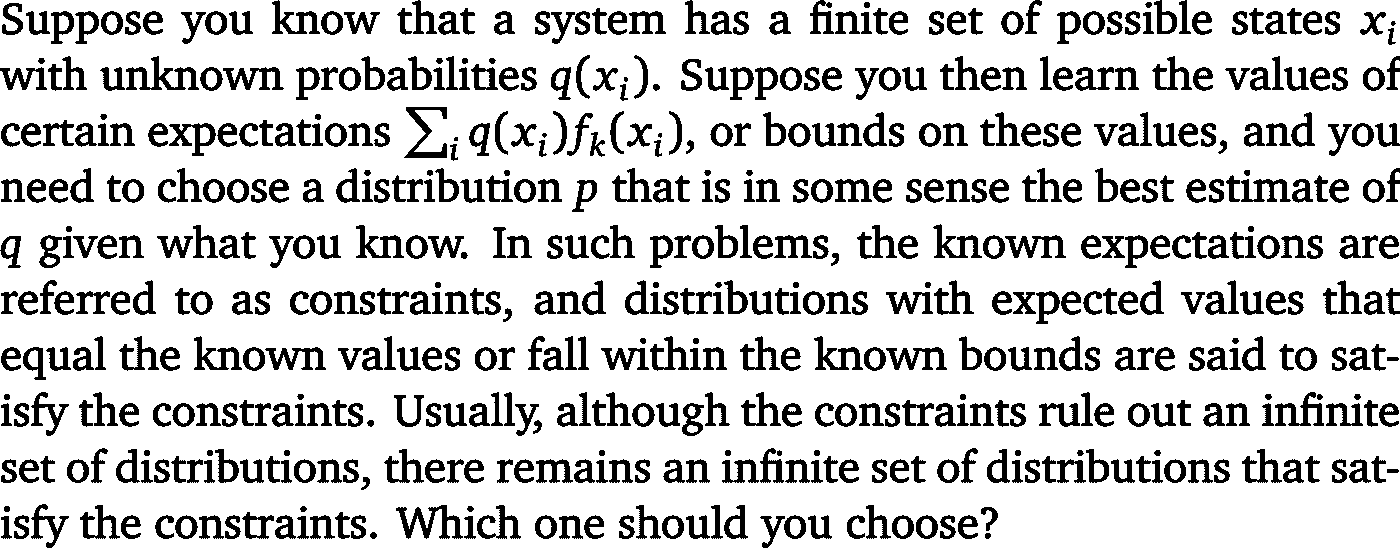 Suppose you know that a system has a finite set of possible states $x_i$
with unknown probabilities $q(x_i)$. Suppose you then learn the values of
certain expectations $\sum_i q(x_i) f_k(x_i)$, or bounds on these values, and you
need to choose a distribution $p$ that is in some sense the best estimate of
$q$ given what you know. In such problems, the known expectations are
referred to as constraints, and distributions with expected values that
equal the known values or fall within the known bounds are said to sat-
isfy the constraints. Usually, although the constraints rule out an infinite
set of distributions, there remains an infinite set of distributions that sat-
isfy the constraints. Which one should you choose?